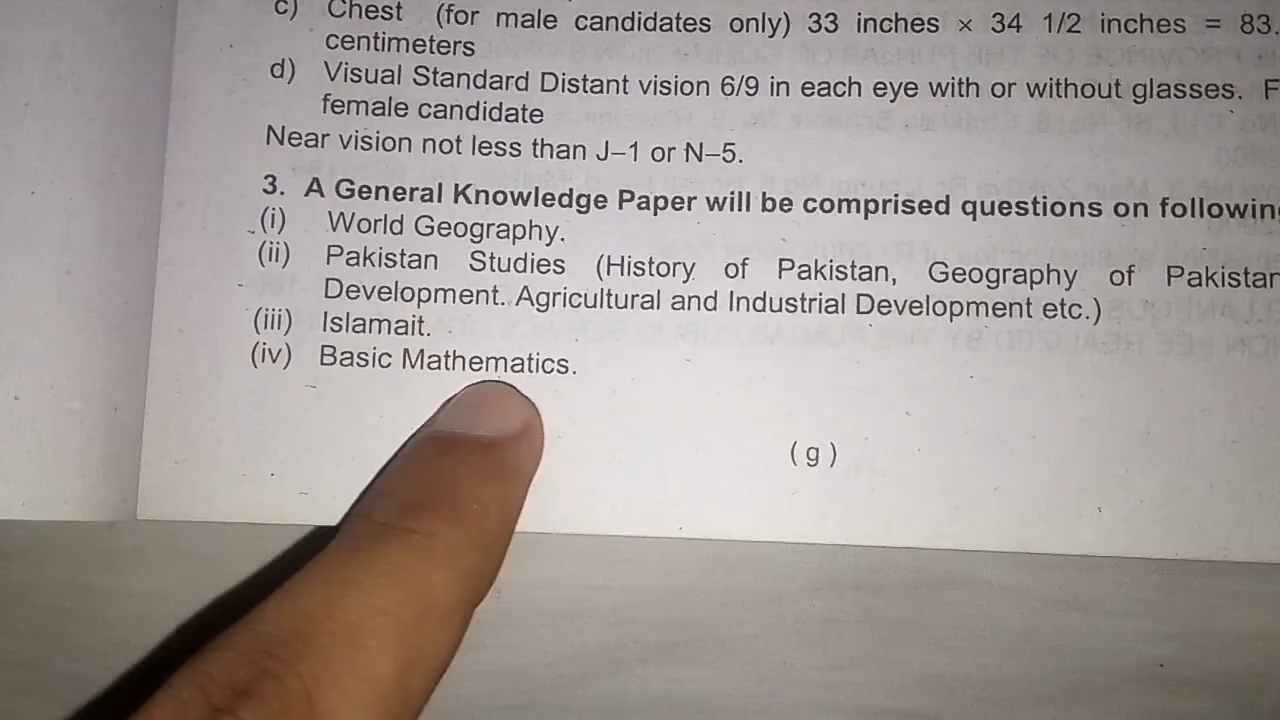 c) Chest (for male candidates only) 33 inches × 34 1/2 inches = 83.
centimeters
d) Visual Standard Distant vision 6/9 in each eye with or without glasses. F
female candidate
Near vision not less than J–1 or N–5.
3. A General Knowledge Paper will be comprised questions on following
(i) World Geography.
(ii) Pakistan Studies (History of Pakistan, Geography of Pakistan
Development. Agricultural and Industrial Development etc.)
(iii) Islamait.
(iv) Basic Mathematics.
( g )